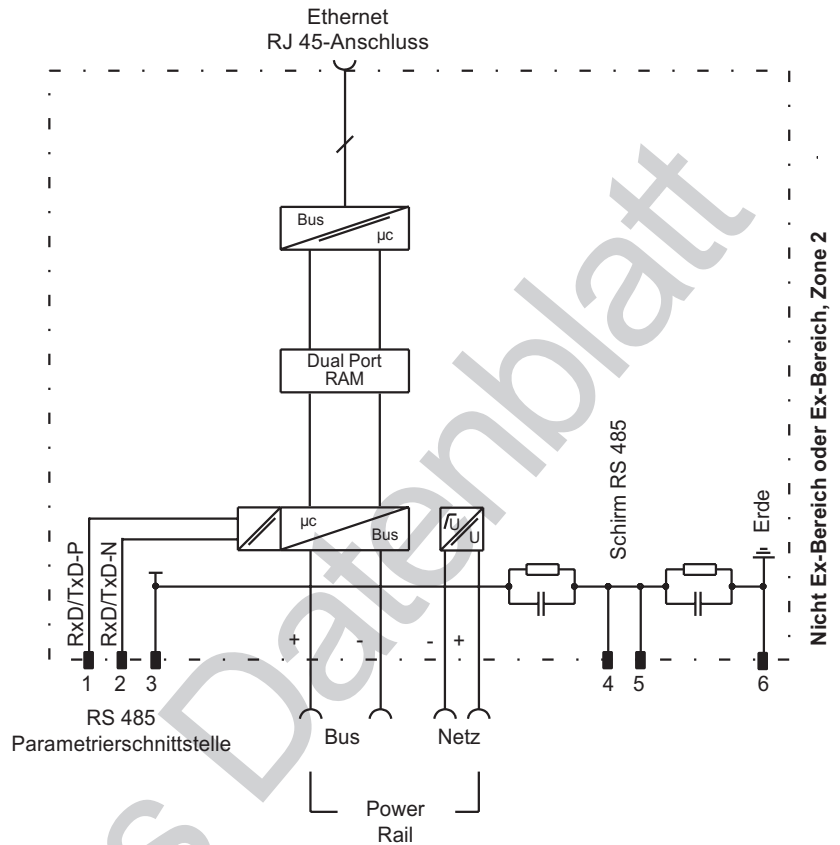 Ethernet
RJ 45-Anschluss
Bus
µc
Dual Port
RAM
µc
Bus
U
U
Schirm RS 485
Erde
Nicht Ex-Bereich oder Ex-Bereich, Zone 2
RxD/TxD-P
RxD/TxD-N
+
-
-
+
1
2
3
4
5
6
RS 485
Parametrierschnittstelle
Bus
Netz
Power
Rail
s Datenblatt